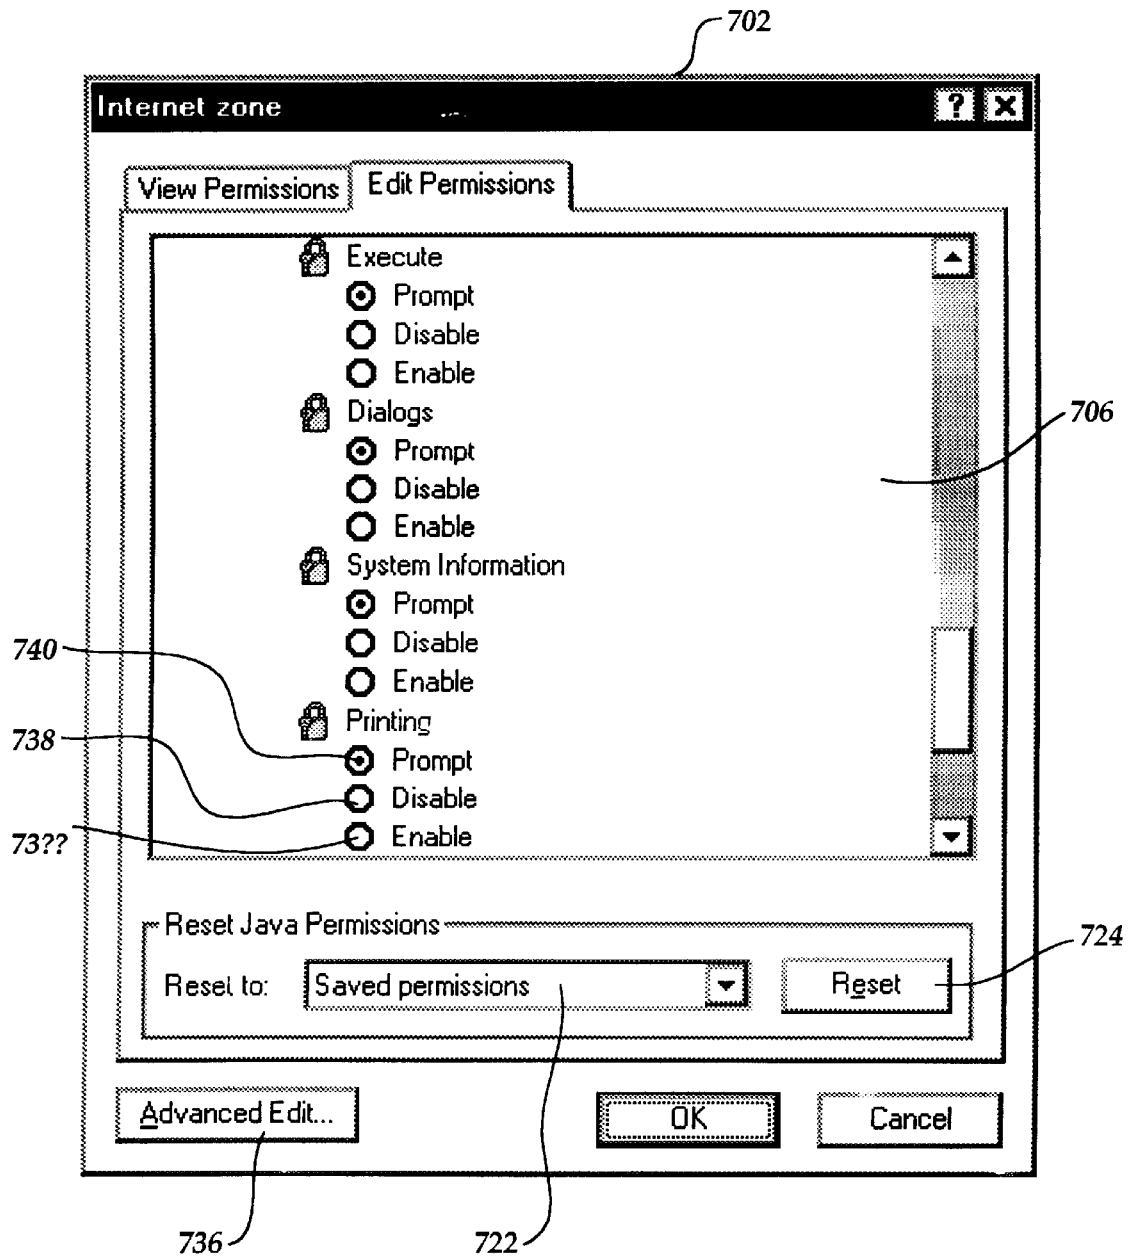 702
Internet zone
View Permissions
Edit Permissions
Execute
Prompt
Disable
Enable
Dialogs
Prompt
Disable
Enable
706
System Information
Prompt
Disable
Enable
740
Printing
738
Prompt
Disable
73??
Enable
Reset Java Permissions
724
Reset to:
Saved permissions
Reset
Advanced Edit...
OK
Cancel
736
722